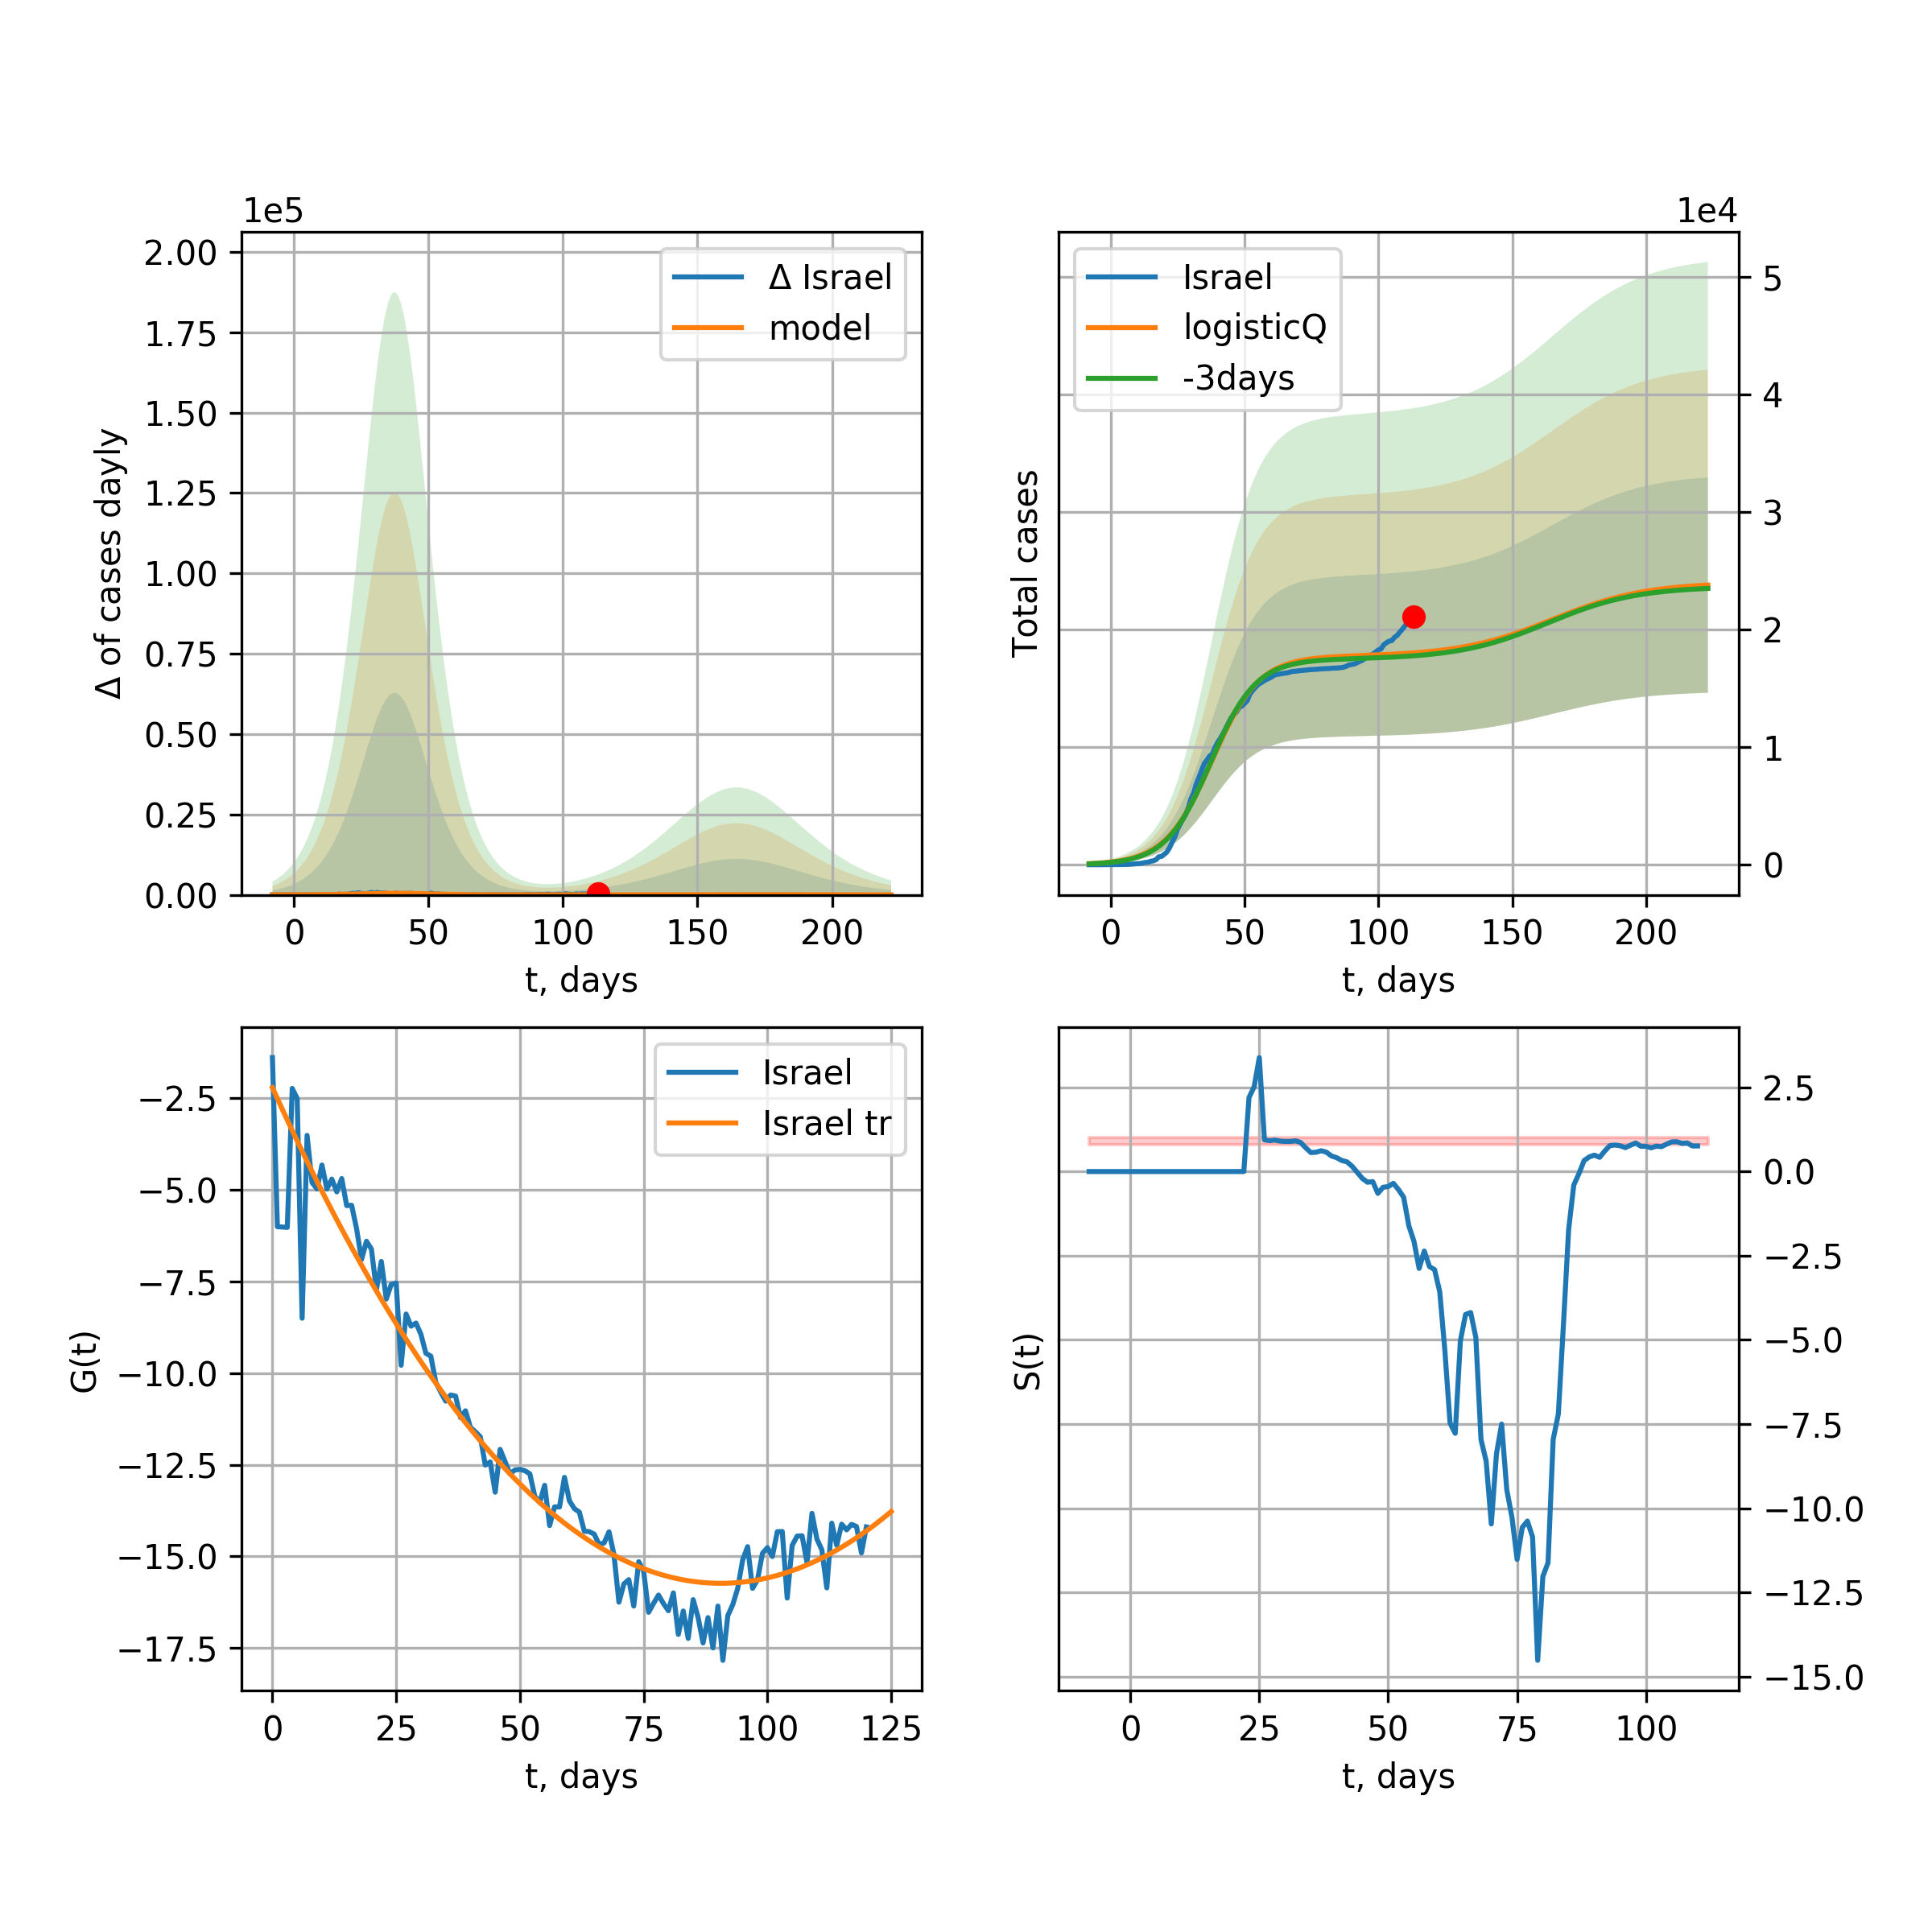 1e5
2.00
1.75
1.50
1.25
1.00
0.75
0.50
0.25
0.00
Δ of cases dayly
Δ Israel
model
0 50 100 150 200
t, days
1e4
5
4
3
2
1
0
Total cases
Israel
logisticQ
-3days
0 50 100 150 200
t, days
−2.5
−5.0
−7.5
−10.0
−12.5
−15.0
−17.5
G(t)
Israel
Israel tr
0 25 50 75 100 125
t, days
2.5
0.0
−2.5
−5.0
−7.5
−10.0
−12.5
−15.0
S(t)
0 25 50 75 100
t, days